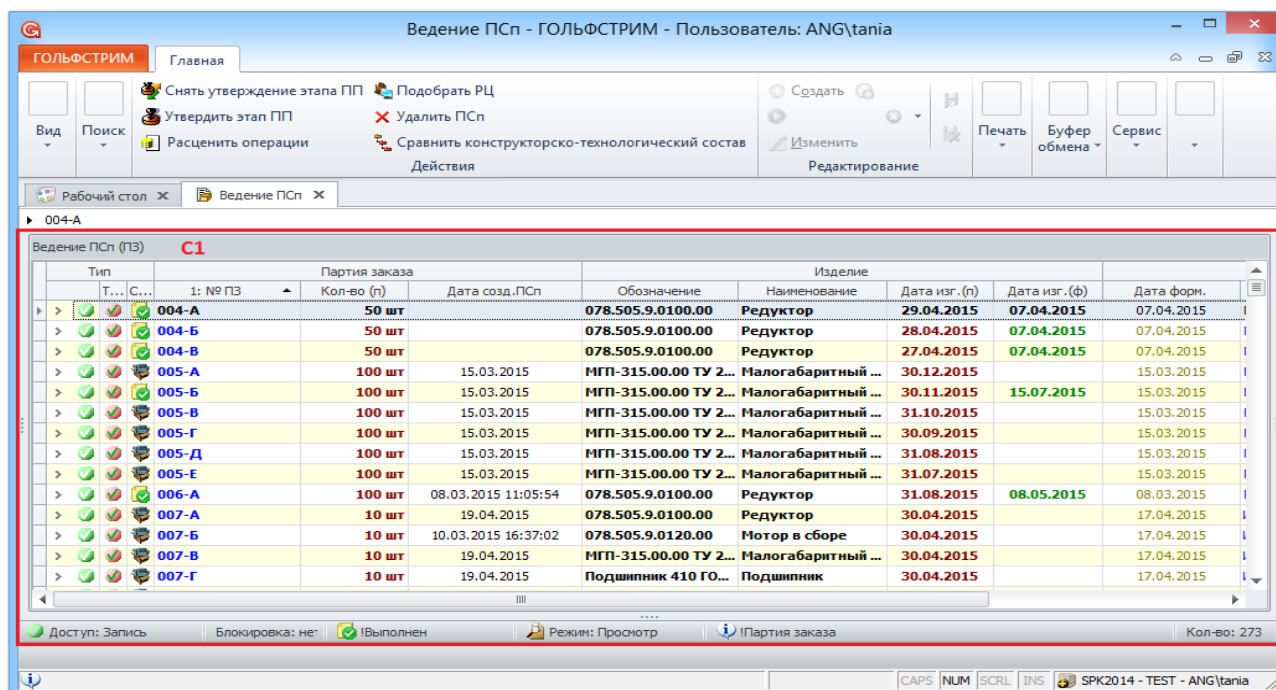 Ведение ПСп - ГОЛЬФСТРИМ - Пользователь: ANG\tania
ГОЛЬФСТРИМ Главная
Вид
Поиск
Снять утверждение этапа ПП Подобрать РЦ
Утвердить этап ПП Удалить ПСп
Расценить операции Сравнить конструкторско-технологический состав
Действия
Создать
Изменить
Редактирование
Печать
Буфер обмена
Сервис
Рабочий стол Ведение ПСп
004-А
Ведение ПСп (ПЗ) C1
Тип Партия заказа Изделие
Т... С... 1: № ПЗ Кол-во (п) Дата созд.ПСп Обозначение Наименование Дата изг.(п) Дата изг.(ф) Дата форм.
004-А 50 шт 078.505.9.0100.00 Редуктор 29.04.2015 07.04.2015 07.04.2015
004-Б 50 шт 078.505.9.0100.00 Редуктор 28.04.2015 07.04.2015 07.04.2015
004-В 50 шт 078.505.9.0100.00 Редуктор 27.04.2015 07.04.2015 07.04.2015
005-А 100 шт 15.03.2015 МГП-315.00.00 ТУ 2... Малогабаритный ... 30.12.2015 15.03.2015
005-Б 100 шт 15.03.2015 МГП-315.00.00 ТУ 2... Малогабаритный ... 30.11.2015 15.07.2015 15.03.2015
005-В 100 шт 15.03.2015 МГП-315.00.00 ТУ 2... Малогабаритный ... 31.10.2015 15.03.2015
005-Г 100 шт 15.03.2015 МГП-315.00.00 ТУ 2... Малогабаритный ... 30.09.2015 15.03.2015
005-Д 100 шт 15.03.2015 МГП-315.00.00 ТУ 2... Малогабаритный ... 31.08.2015 15.03.2015
005-Е 100 шт 15.03.2015 МГП-315.00.00 ТУ 2... Малогабаритный ... 31.07.2015 15.03.2015
006-А 100 шт 08.03.2015 11:05:54 078.505.9.0100.00 Редуктор 31.08.2015 08.05.2015 08.03.2015
007-А 10 шт 19.04.2015 078.505.9.0100.00 Редуктор 30.04.2015 17.04.2015
007-Б 10 шт 10.03.2015 16:37:02 078.505.9.0120.00 Мотор в сборе 30.04.2015 17.04.2015
007-В 10 шт 19.04.2015 МГП-315.00.00 ТУ 2... Малогабаритный ... 30.04.2015 17.04.2015
007-Г 10 шт 19.04.2015 Подшипник 410 ГО... Подшипник 30.04.2015 17.04.2015
Доступ: Запись Блокировка: нет !Выполнен Режим: Просмотр !Партия заказа Кол-во: 273
CAPS NUM SCRL INS SPK2014 - TEST - ANG\tania